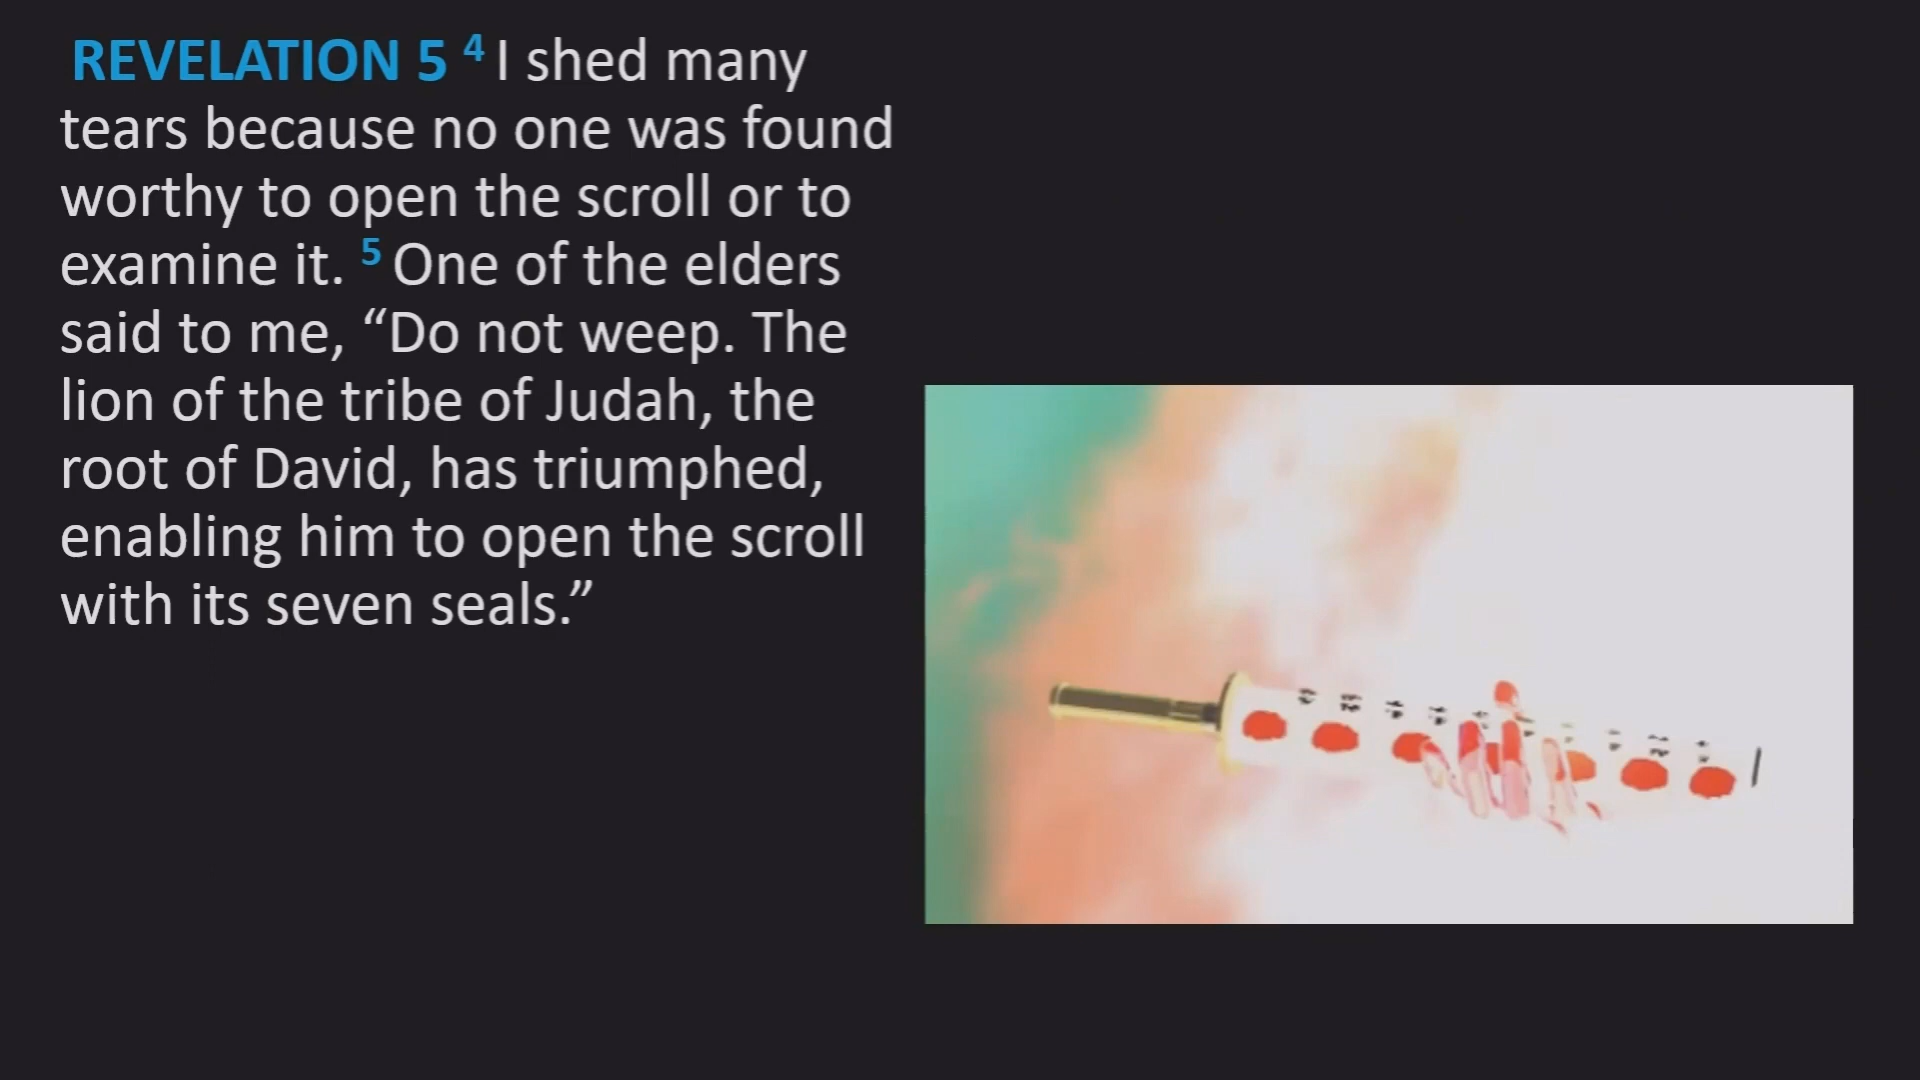 REVELATION 5 4 I shed many
tears because no one was found
worthy to open the scroll or to
examine it. 5 One of the elders
said to me, “Do not weep. The
lion of the tribe of Judah, the
root of David, has triumphed,
enabling him to open the scroll
with its seven seals.”